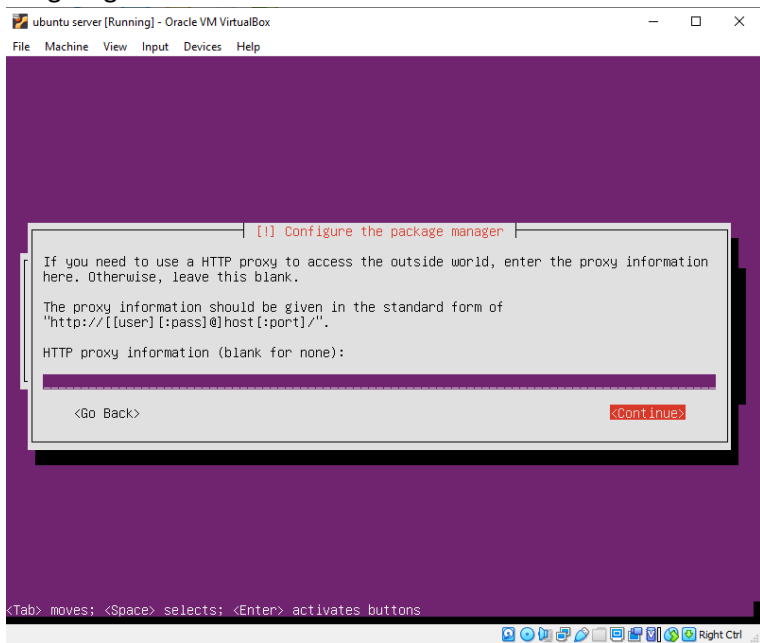 ubuntu server [Running] - Oracle VM VirtualBox
File Machine View Input Devices Help
[!] Configure the package manager
If you need to use a HTTP proxy to access the outside world, enter the proxy information
here. Otherwise, leave this blank.
The proxy information should be given in the standard form of
"http://[[user][:pass]@]host[:port]/".
HTTP proxy information (blank for none):
<Go Back> <Continue>
<Tab> moves; <Space> selects; <Enter> activates buttons
Right Ctrl